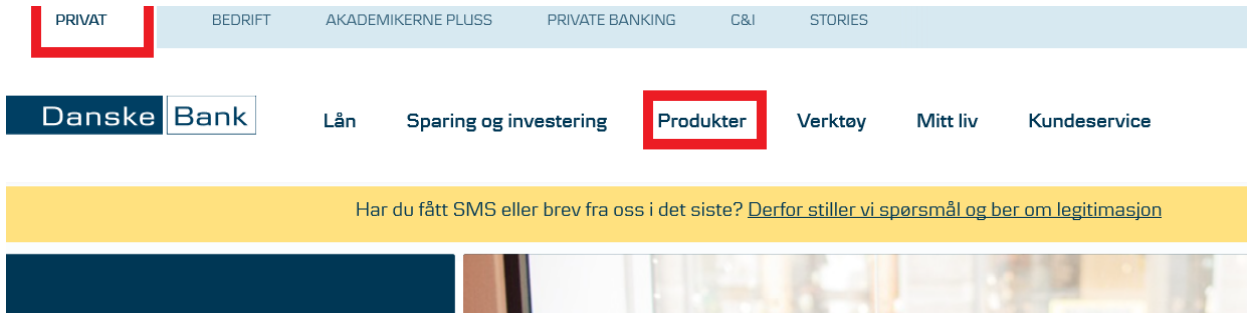 PRIVAT BEDRIFT AKADEMIKERNE PLUSS PRIVATE BANKING C&I STORIES
Danske Bank Lån Sparing og investering Produkter Verktøy Mitt liv Kundeservice
Har du fått SMS eller brev fra oss i det siste? Derfor stiller vi spørsmål og ber om legitimasjon